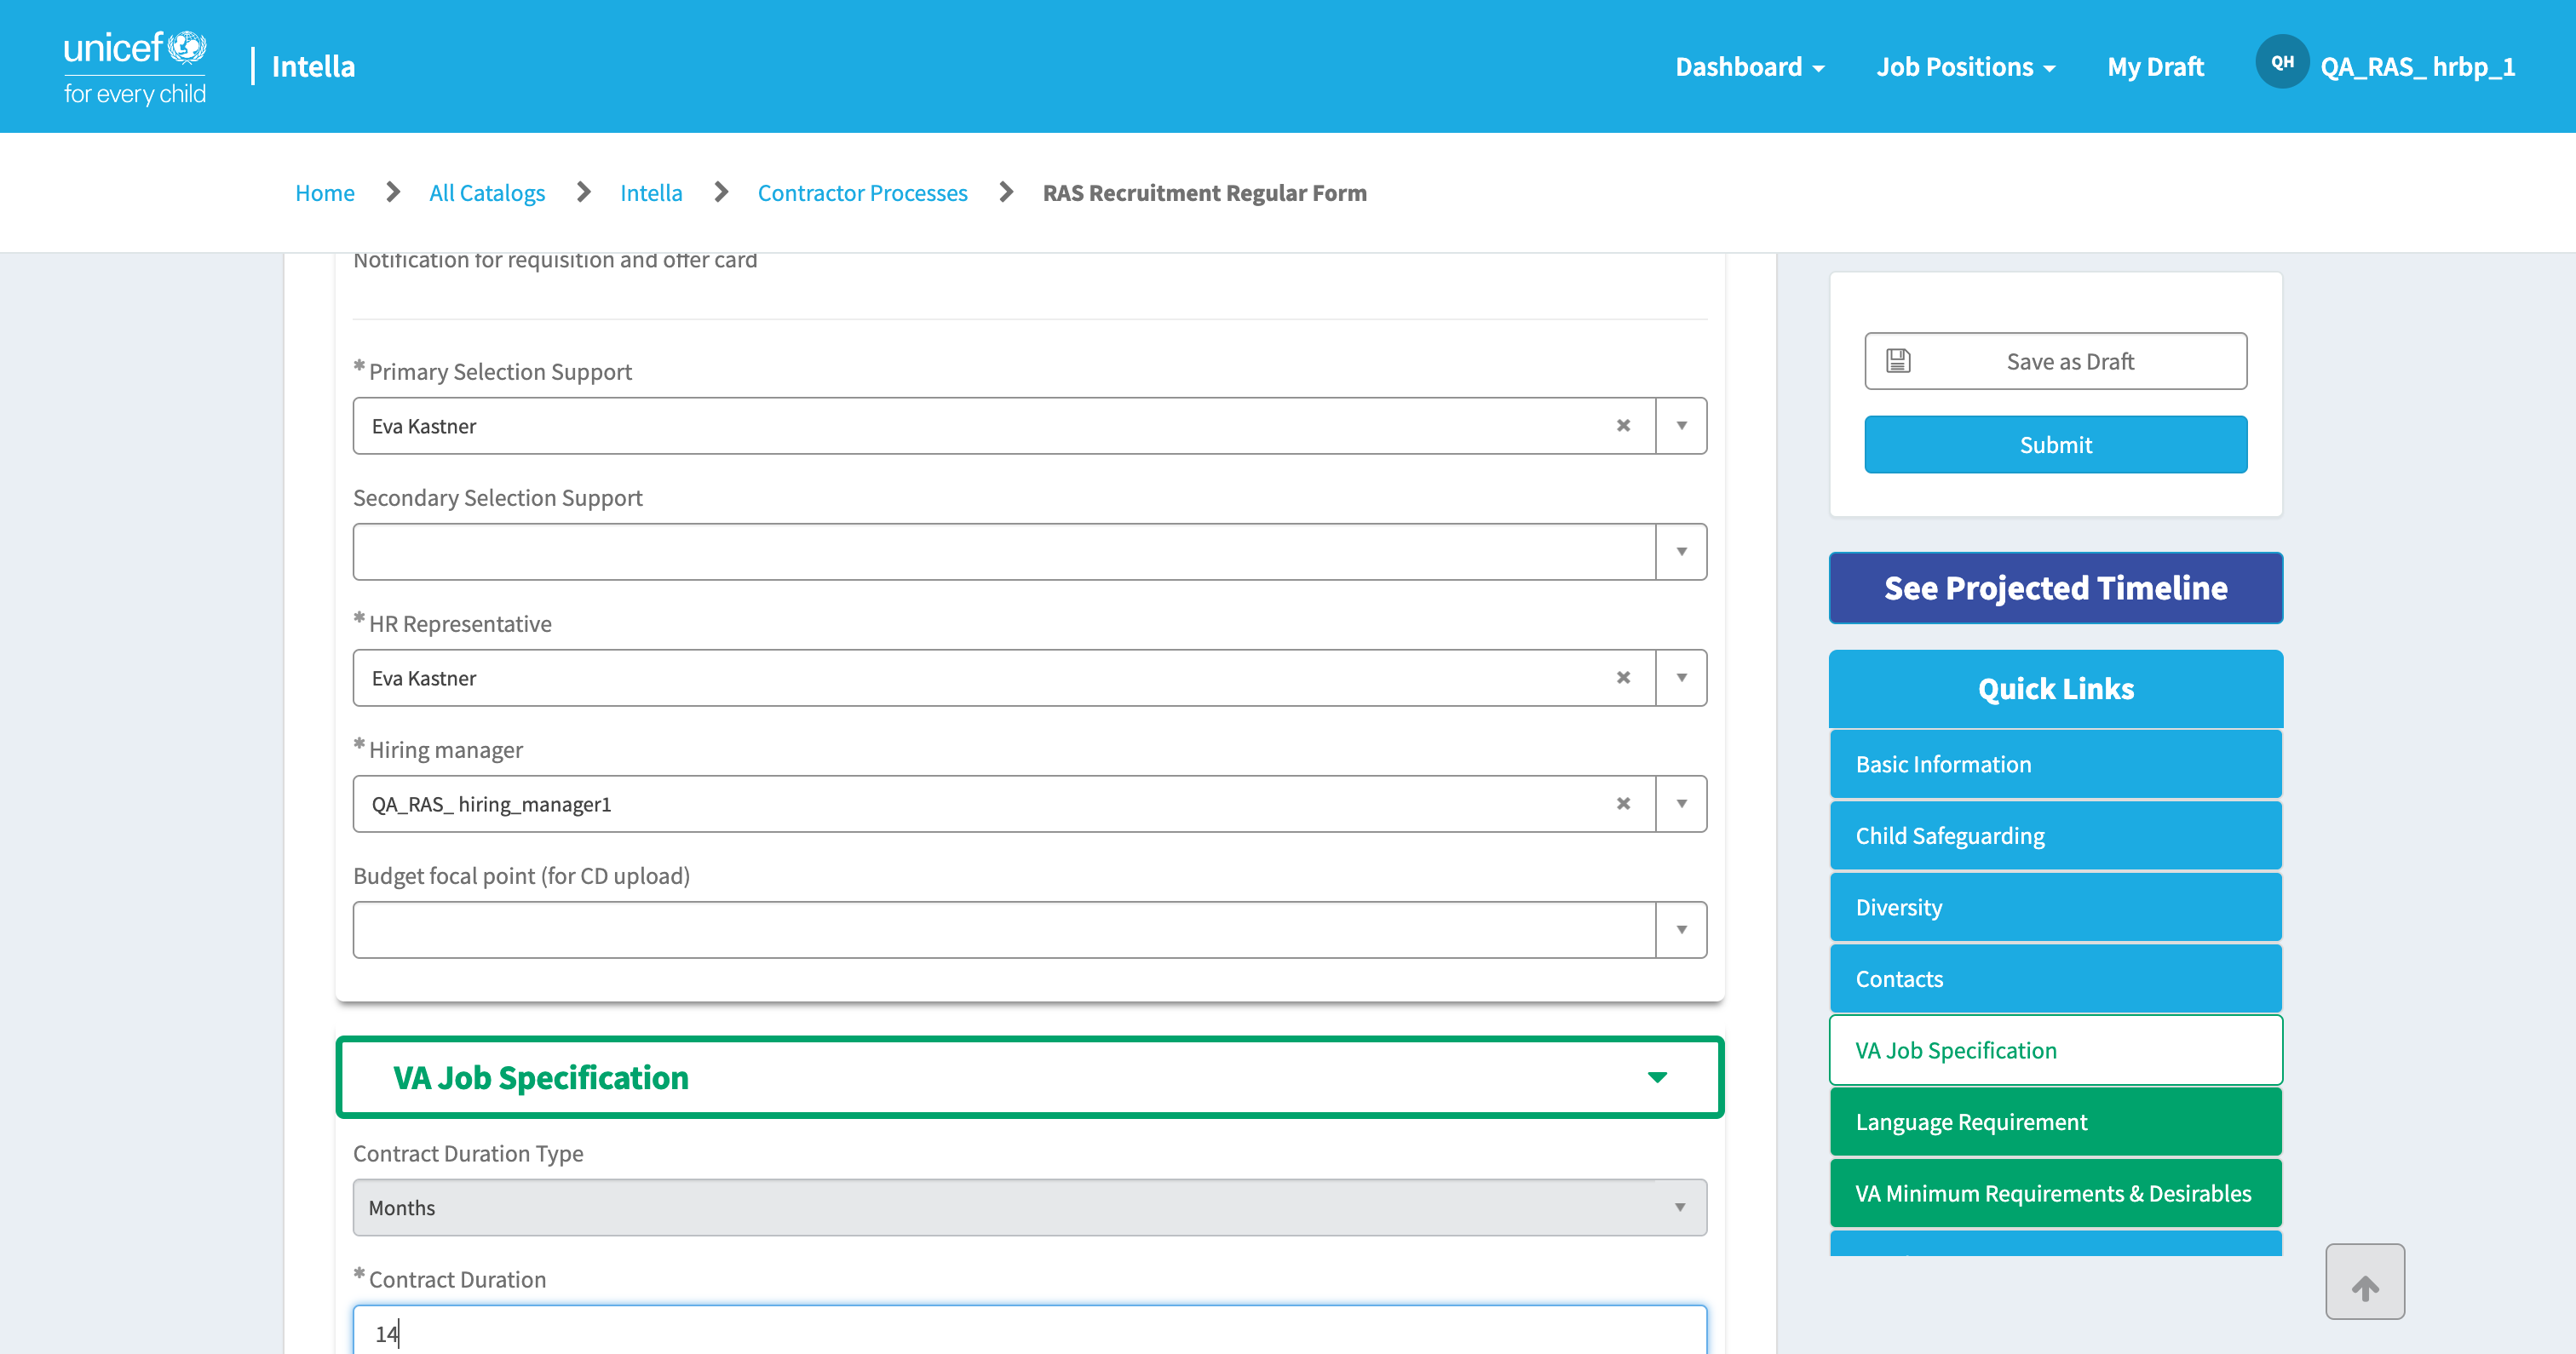 unicef
for every child
Intella
Dashboard
Job Positions
My Draft
QH
QA_RAS_ hrbp_1
Home
All Catalogs
Intella
Contractor Processes
RAS Recruitment Regular Form
Notification for requisition and offer card
* Primary Selection Support
Eva Kastner
Secondary Selection Support
* HR Representative
Eva Kastner
* Hiring manager
QA_RAS_ hiring_manager1
Budget focal point (for CD upload)
VA Job Specification
Contract Duration Type
Months
* Contract Duration
14
Save as Draft
Submit
See Projected Timeline
Quick Links
Basic Information
Child Safeguarding
Diversity
Contacts
VA Job Specification
Language Requirement
VA Minimum Requirements & Desirables